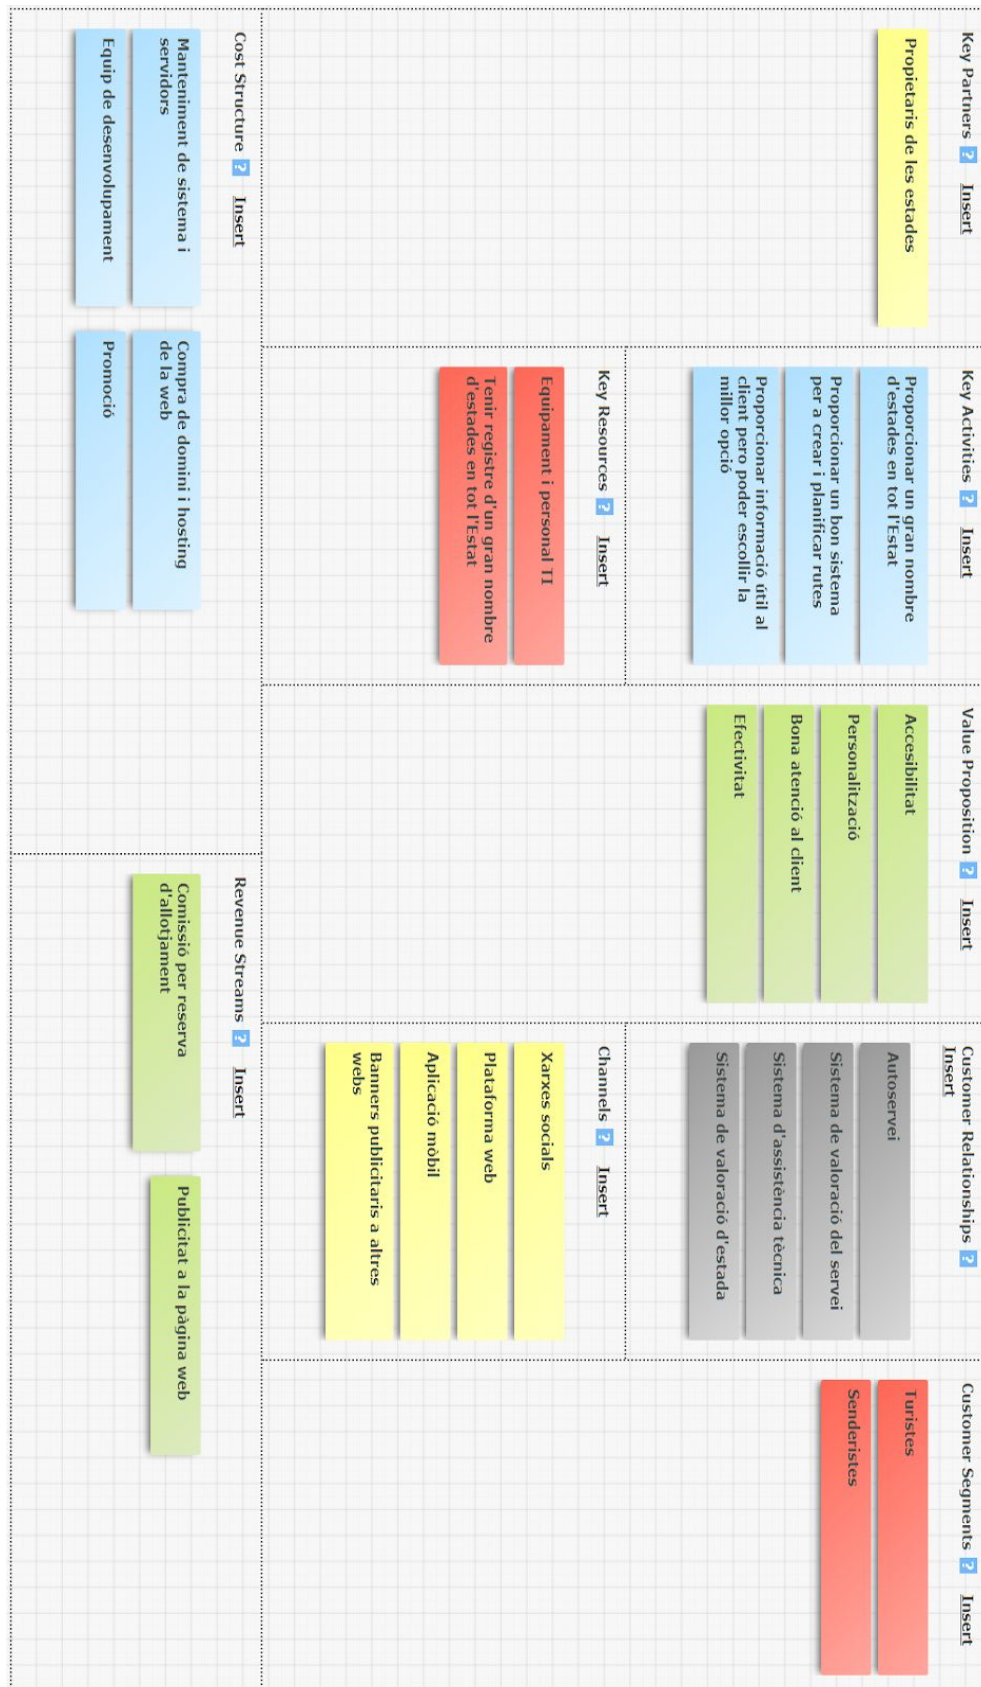 Key Partners ? Insert
Propietaris de les estades
Key Activities ? Insert
Proporcionar un gran nombre
d'estades en tot l'Estat
Proporcionar un bon sistema
per a crear i planificar rutes
Proporcionar informació útil al
client pero poder escollir la
millor opció
Key Resources ? Insert
Equipament i personal TI
Tenir registre d'un gran nombre
d'estades en tot l'Estat
Value Proposition ? Insert
Accesibilitat
Personalització
Bona atenció al client
Efectivitat
Customer Relationships ?
Insert
Autoservei
Sistema de valoració del servei
Sistema d'assistència tècnica
Sistema de valoració d'estada
Channels ? Insert
Xarxes socials
Plataforma web
Aplicació mòbil
Banners publicitaris a altres
webs
Customer Segments ? Insert
Turistes
Senderistes
Cost Structure ? Insert
Manteniment de sistema i
servidors
Compra de domini i hosting
de la web
Equip de desenvolupament
Promoció
Revenue Streams ? Insert
Comissió per reserva
d'allotjament
Publicitat a la pàgina web